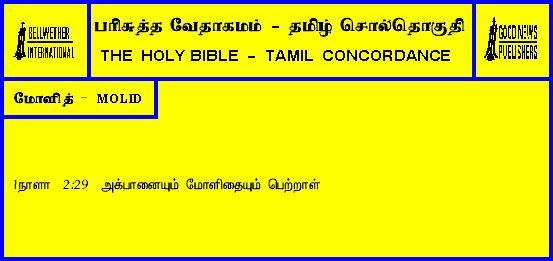 BELLWETHER
INTERNATIONAL
பரிசுத்த வேதாகமம் - தமிழ் சொல்தொகுதி
THE HOLY BIBLE - TAMIL CONCORDANCE
GOOD NEWS
PUBLISHERS
மோளித் - MOLID
1நாளா 2:29 அக்பானையும் மோளிதையும் பெற்றாள்